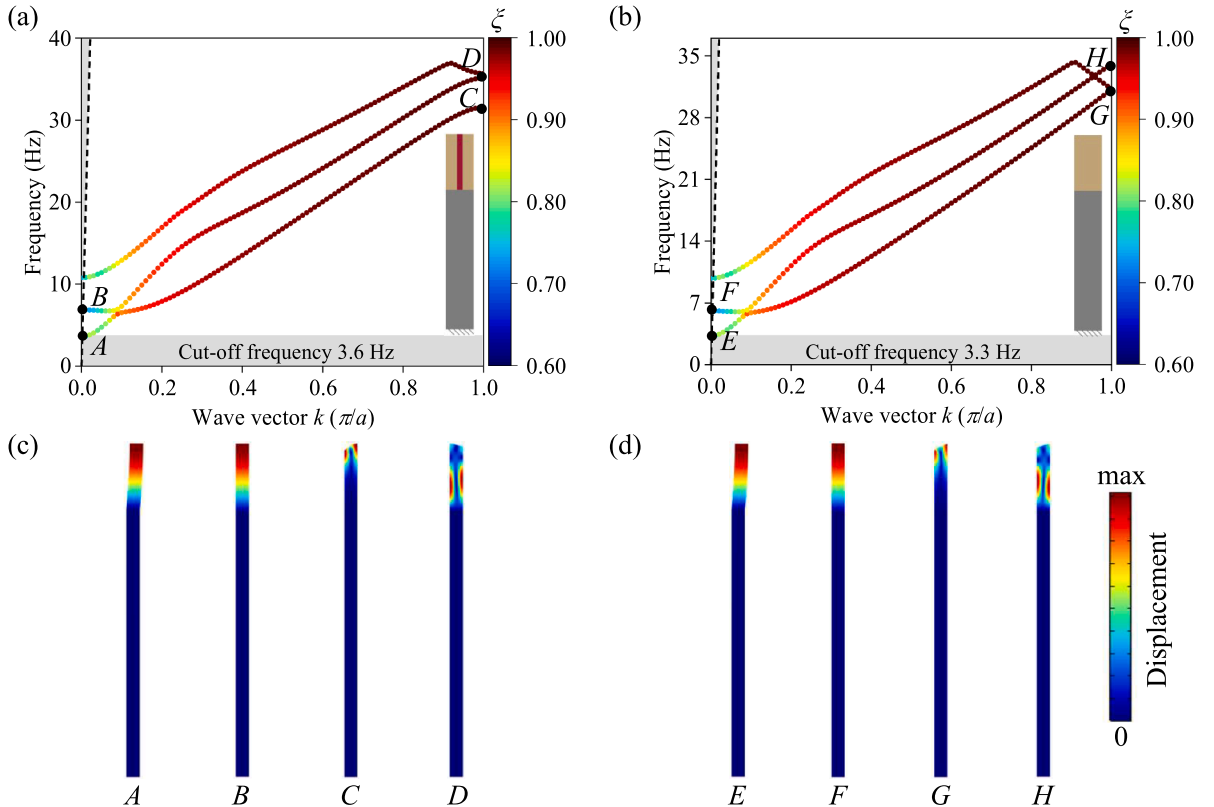 (a)
ξ
40
30
20
10
0
Frequency (Hz)
D
C
B
A
Cut-off frequency 3.6 Hz
0.0 0.2 0.4 0.6 0.8 1.0
Wave vector k (π/a)
1.00
0.90
0.80
0.70
0.60
(b)
ξ
35
28
21
14
7
0
Frequency (Hz)
H
G
F
E
Cut-off frequency 3.3 Hz
0.0 0.2 0.4 0.6 0.8 1.0
Wave vector k (π/a)
1.00
0.90
0.80
0.70
0.60
(c)
A B C D
(d)
E F G H
max
Displacement
0